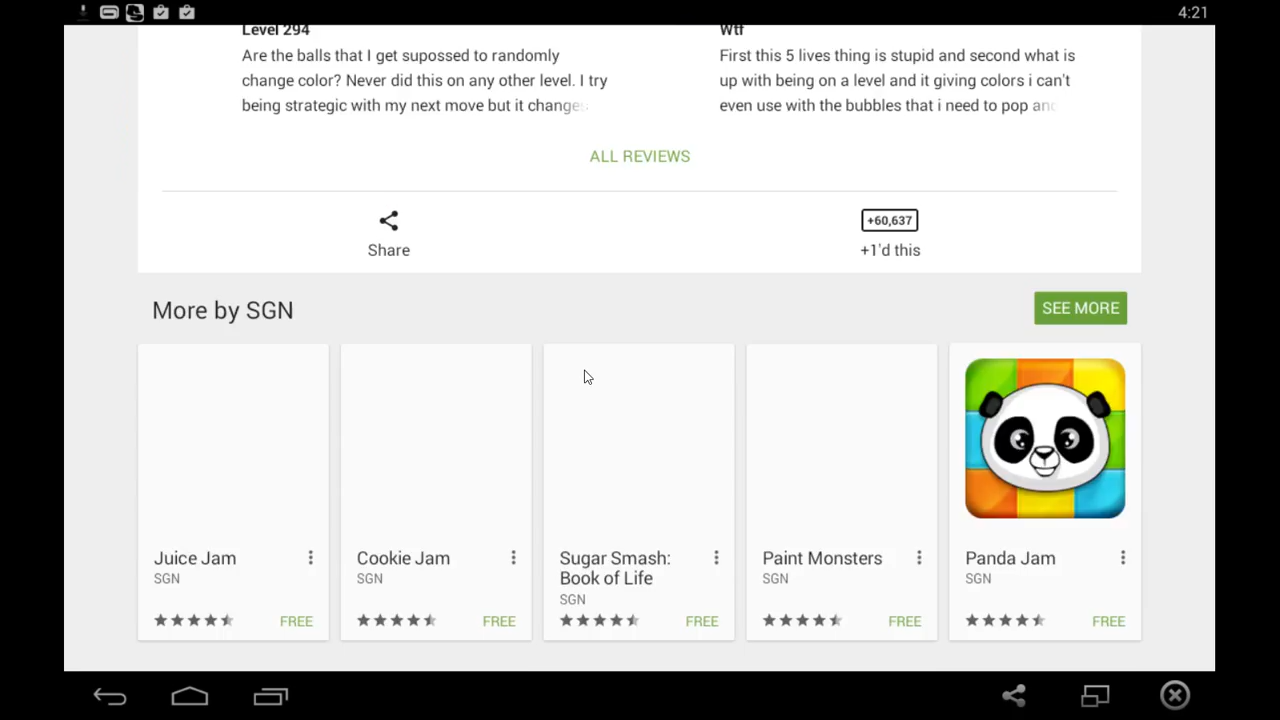 4:21
Level 294
Are the balls that I get supossed to randomly
change color? Never did this on any other level. I try
being strategic with my next move but it changes
Wtf
First this 5 lives thing is stupid and second what is
up with being on a level and it giving colors i can't
even use with the bubbles that i need to pop and
ALL REVIEWS
Share
+60,637
+1'd this
More by SGN
SEE MORE
Juice Jam
SGN
FREE
Cookie Jam
SGN
FREE
Sugar Smash:
Book of Life
SGN
FREE
Paint Monsters
SGN
FREE
Panda Jam
SGN
FREE